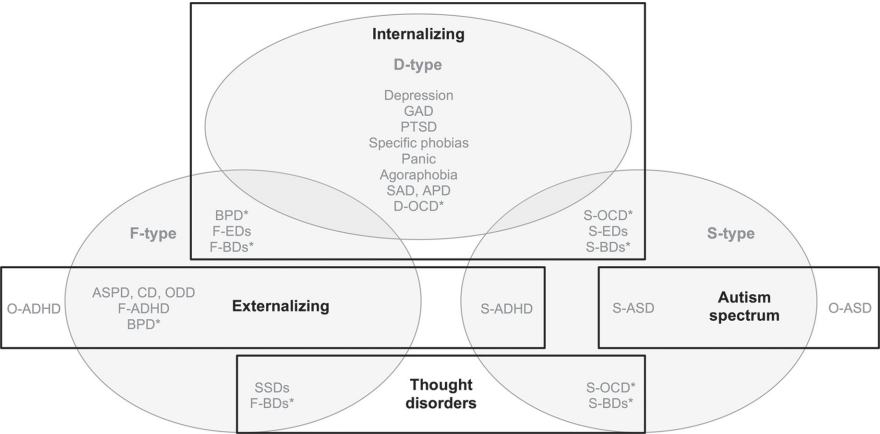 Internalizing
D-type
Depression
GAD
PTSD
Specific phobias
Panic
Agoraphobia
SAD, APD
D-OCD*
BPD*
F-EDs
F-BDs*
S-OCD*
S-EDs
S-BDs*
F-type
S-type
O-ADHD
ASPD, CD, ODD
F-ADHD
BPD*
Externalizing
S-ADHD
S-ASD
Autism
spectrum
O-ASD
SSDs
F-BDs*
Thought
disorders
S-OCD*
S-BDs*